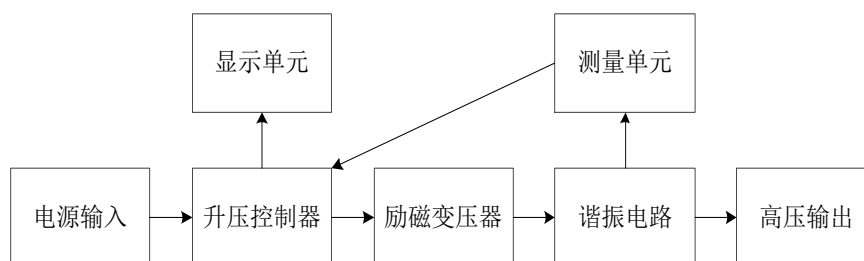 显示单元
测量单元
电源输入
升压控制器
励磁变压器
谐振电路
高压输出